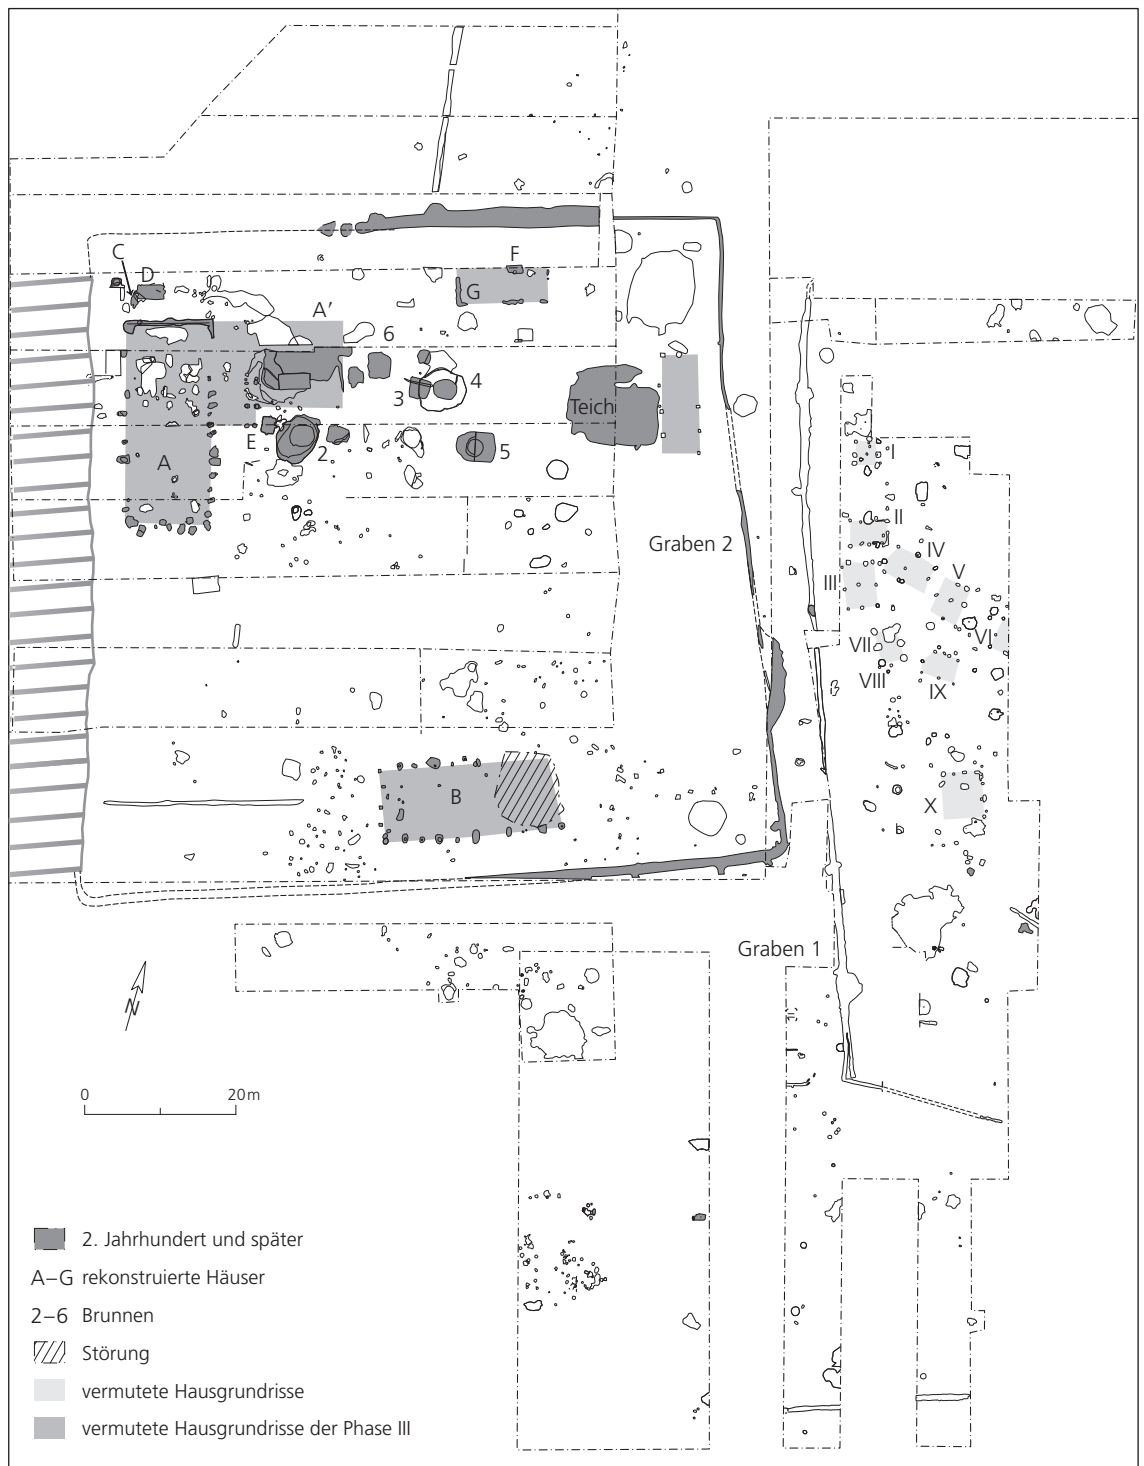 C
D
F
G
A′
6
4
3
Teich
E
2
5
A
I
II
Graben 2
IV
III
V
VI
VII
VIII
IX
B
X
Graben 1
N
0 20 m
2. Jahrhundert und später
A–G rekonstruierte Häuser
2–6 Brunnen
Störung
vermutete Hausgrundrisse
vermutete Hausgrundrisse der Phase III